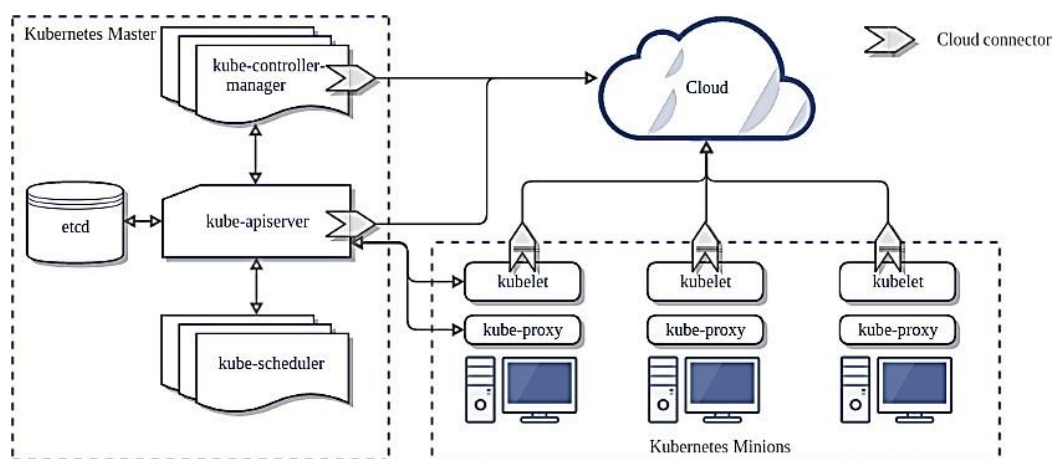 Kubernetes Master
kube-controller-
manager
Cloud
Cloud connector
etcd
kube-apiserver
kubelet
kubelet
kubelet
kube-proxy
kube-proxy
kube-proxy
kube-scheduler
Kubernetes Minions